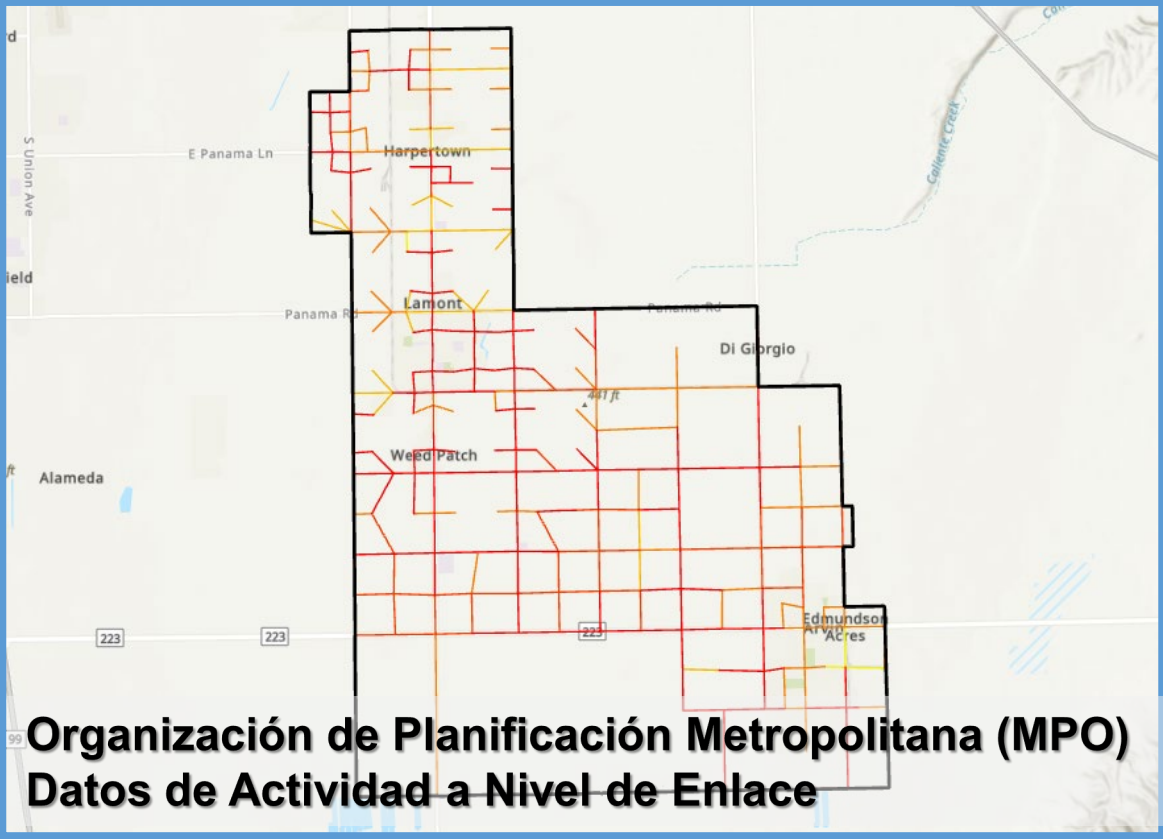 Caliente Creek
rd
S Union Ave
E Panama Ln
Harpertown
ield
Panama Rd
Lamont
Panama Rd
Di Giorgio
441 ft
Weed Patch
ft
Alameda
223
223
223
Edmundson
Acres
Arvin
99
Organización de Planificación Metropolitana (MPO)
Datos de Actividad a Nivel de Enlace